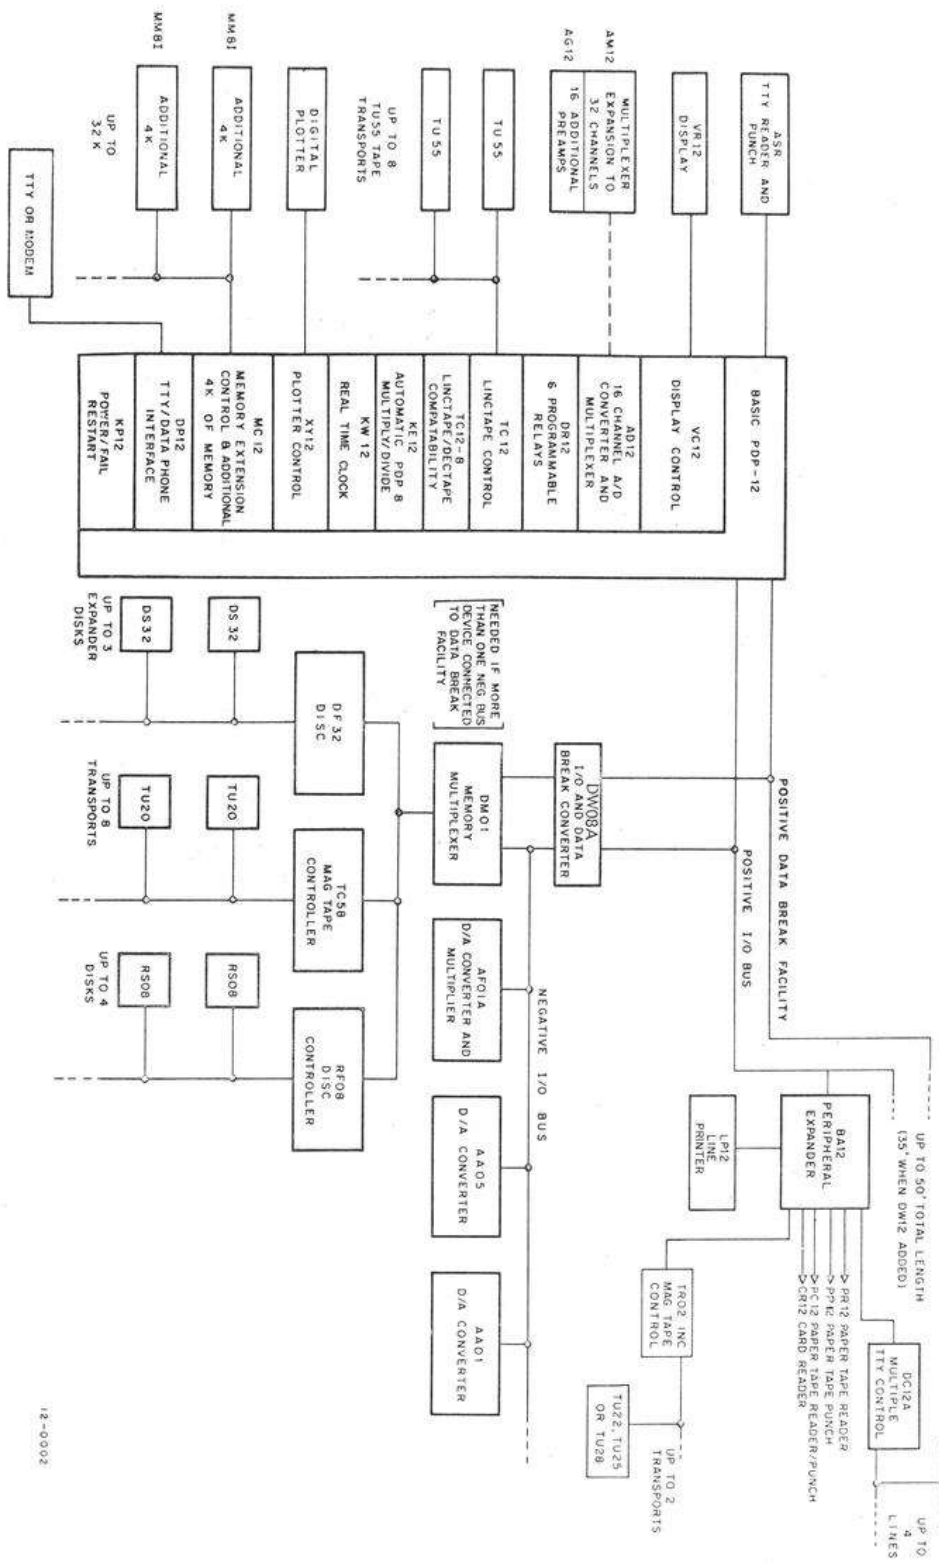 ASR
TTY READER AND
PUNCH
VR12
DISPLAY
AM12
MULTIPLEXER
EXPANSION TO
32 CHANNELS
AG12
16 ADDITIONAL
PREAMPS
TU55
TU55
UP TO 8
TU55 TAPE
TRANSPORTS
DIGITAL
PLOTTER
MM8I
ADDITIONAL
4K
MM8I
ADDITIONAL
4K
UP TO
32K
TTY OR MODEM
BASIC PDP-12
VC12
DISPLAY CONTROL
AD12
16 CHANNEL A/D
CONVERTER AND
MULTIPLEXER
DR12
6 PROGRAMMABLE
RELAYS
TC12
LINCTAPE CONTROL
TC12-8
LINCTAPE/DECTAPE
COMPATABILITY
KE12
AUTOMATIC PDP 8
MULTIPLY/DIVIDE
KW12
REAL TIME CLOCK
XY12
PLOTTER CONTROL
MC12
MEMORY EXTENSION
CONTROL & ADDITIONAL
4K OF MEMORY
DP12
TTY/DATA PHONE
INTERFACE
KP12
POWER/FAIL
RESTART
POSITIVE DATA BREAK FACILITY
POSITIVE I/O BUS
DW08A
I/O AND DATA
BREAK CONVERTER
NEEDED IF MORE
THAN ONE NEG. BUS
DEVICE CONNECTED
TO DATA BREAK
FACILITY
DM01
MEMORY
MULTIPLEXER
NEGATIVE I/O BUS
AF01A
D/A CONVERTER AND
MULTIPLIER
AA05
D/A CONVERTER
AA01
D/A CONVERTER
DF32
DISC
TC58
MAG TAPE
CONTROLLER
RF08
DISC
CONTROLLER
DS32
DS32
UP TO 3
EXPANDER
DISKS
TU20
TU20
UP TO 8
TRANSPORTS
RS08
RS08
UP TO 4
DISKS
UP TO 50' TOTAL LENGTH
(35' WHEN DW12 ADDED)
BA12
PERIPHERAL
EXPANDER
LP12
LINE
PRINTER
PR12 PAPER TAPE READER
PP12 PAPER TAPE PUNCH
PC12 PAPER TAPE READER/PUNCH
CR12 CARD READER
DC12A
MULTIPLE
TTY CONTROL
UP TO
4
LINES
TR02 INC
MAG TAPE
CONTROL
TU22, TU25
OR TU28
UP TO 2
TRANSPORTS
12-0002